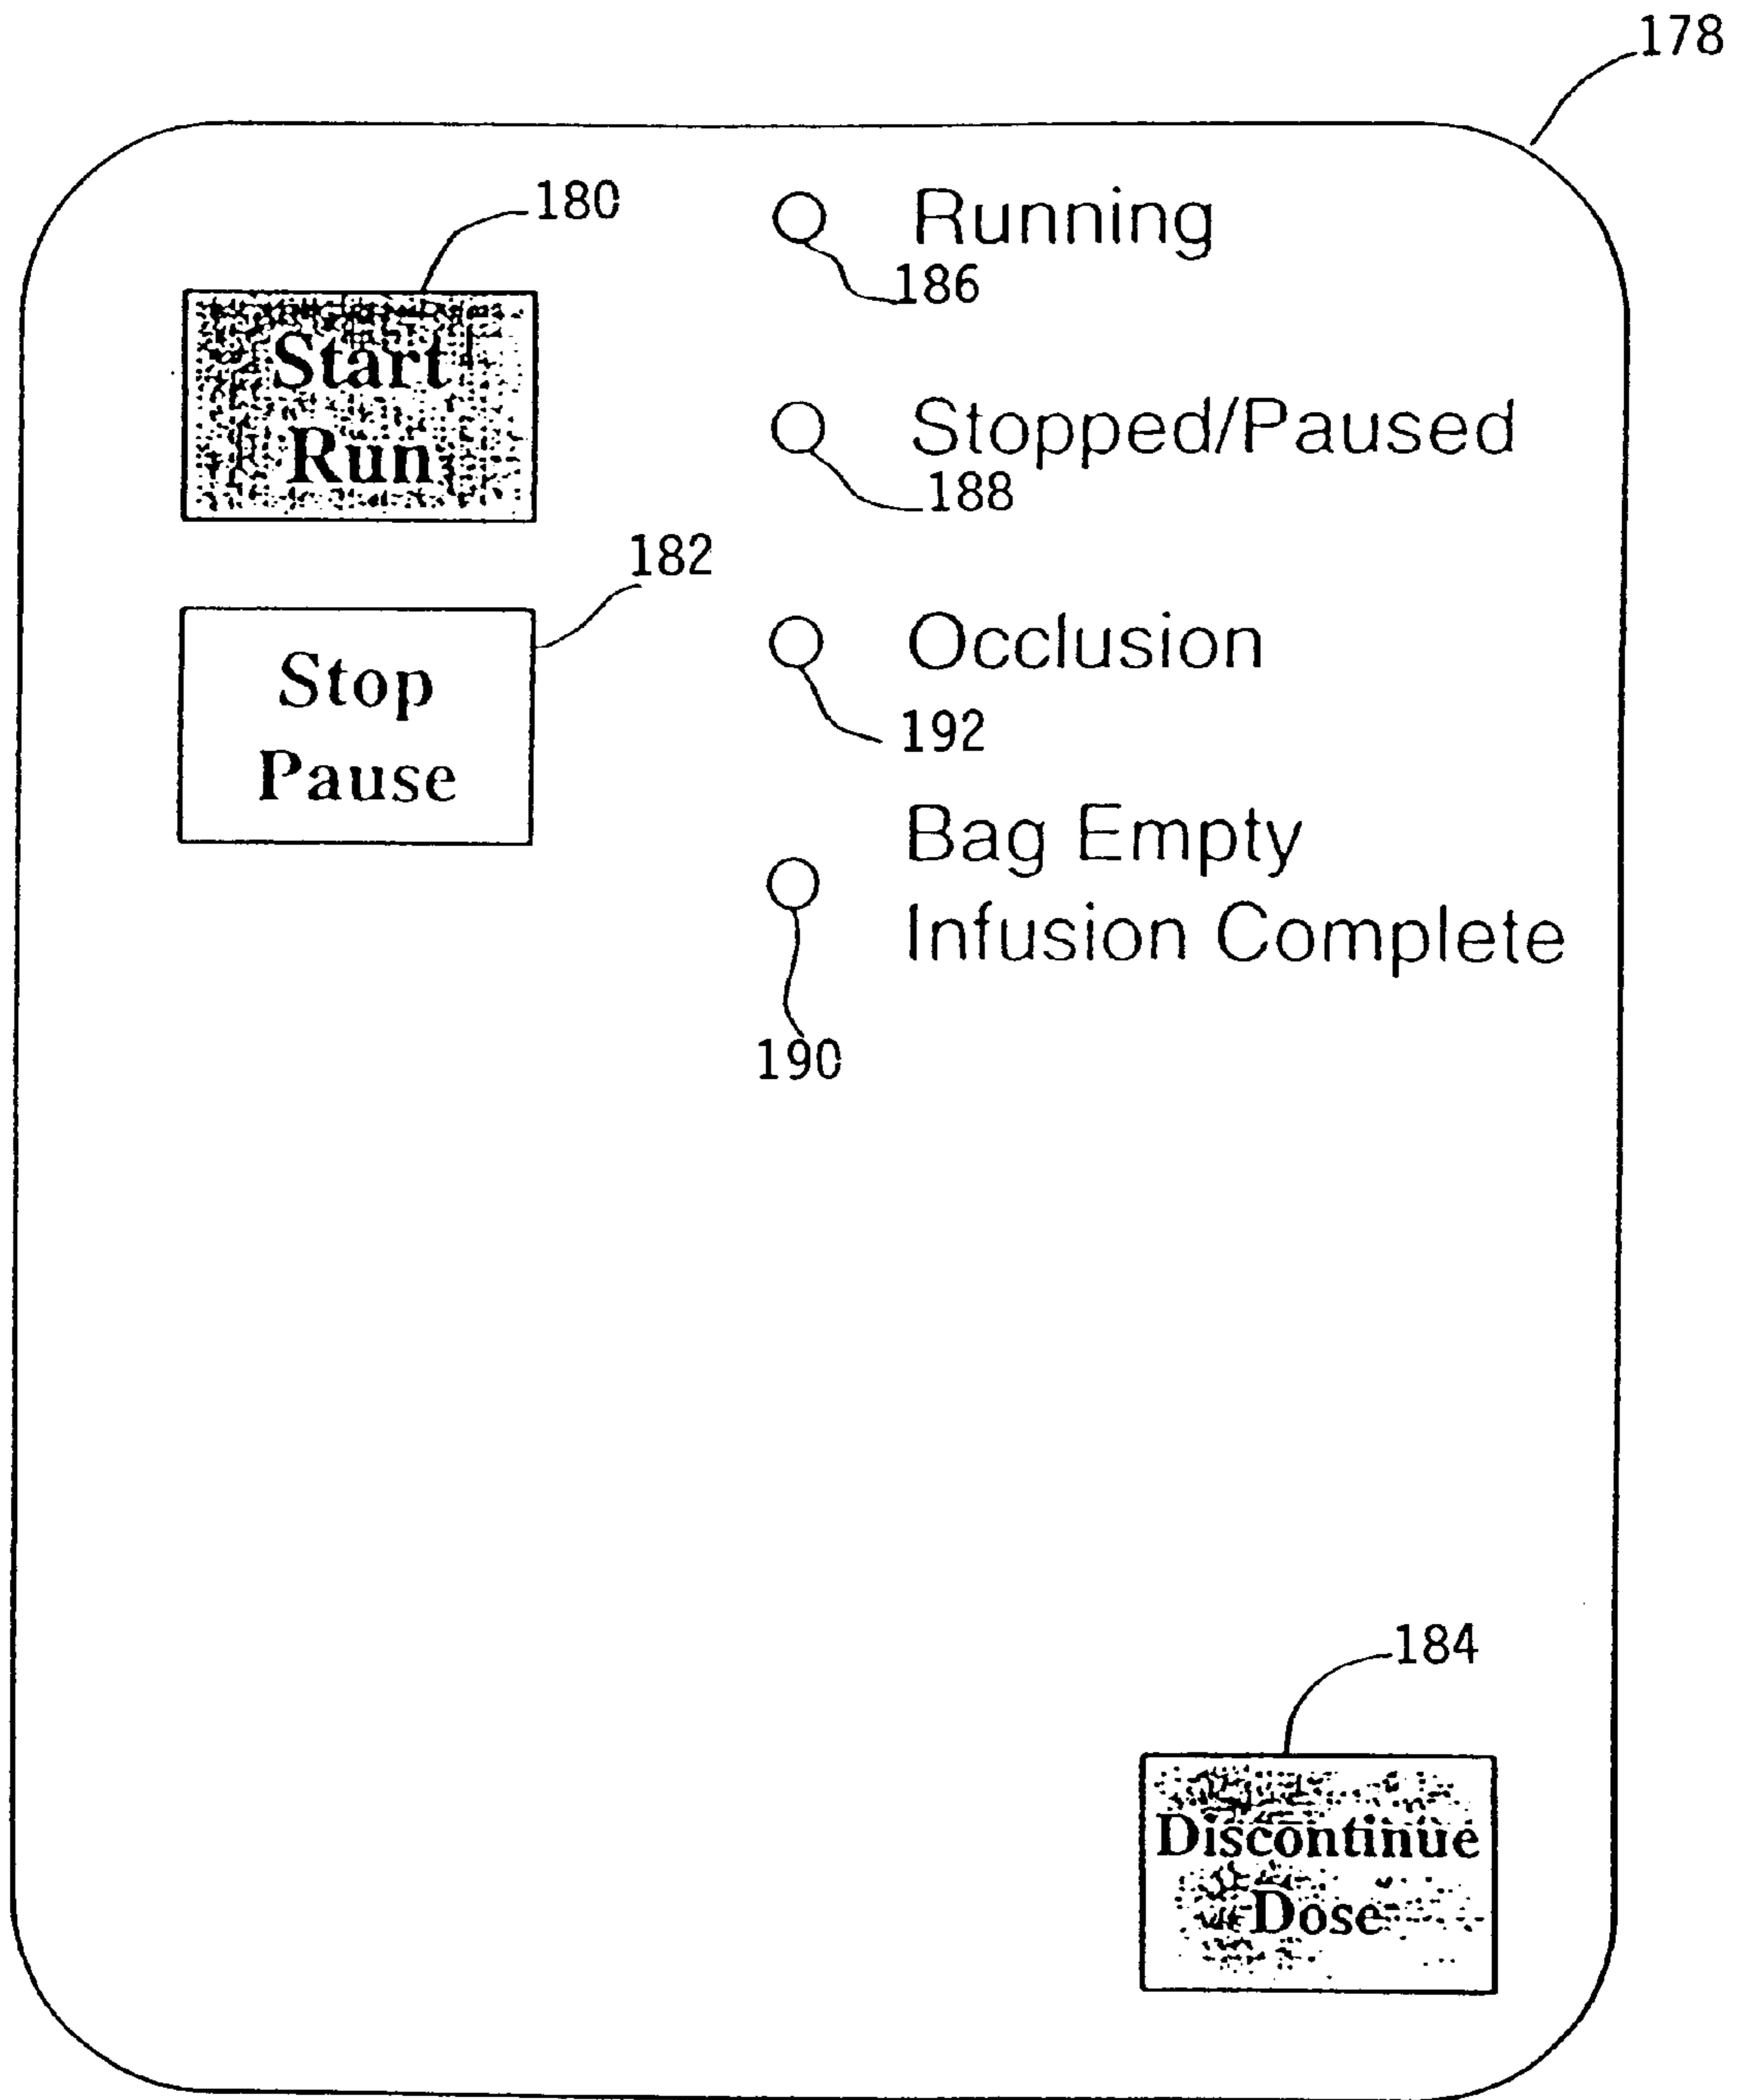 178
180
Running
186
Start
Run
Stopped/Paused
188
182
Stop
Pause
Occlusion
192
Bag Empty
Infusion Complete
190
184
Discontinue
Dose